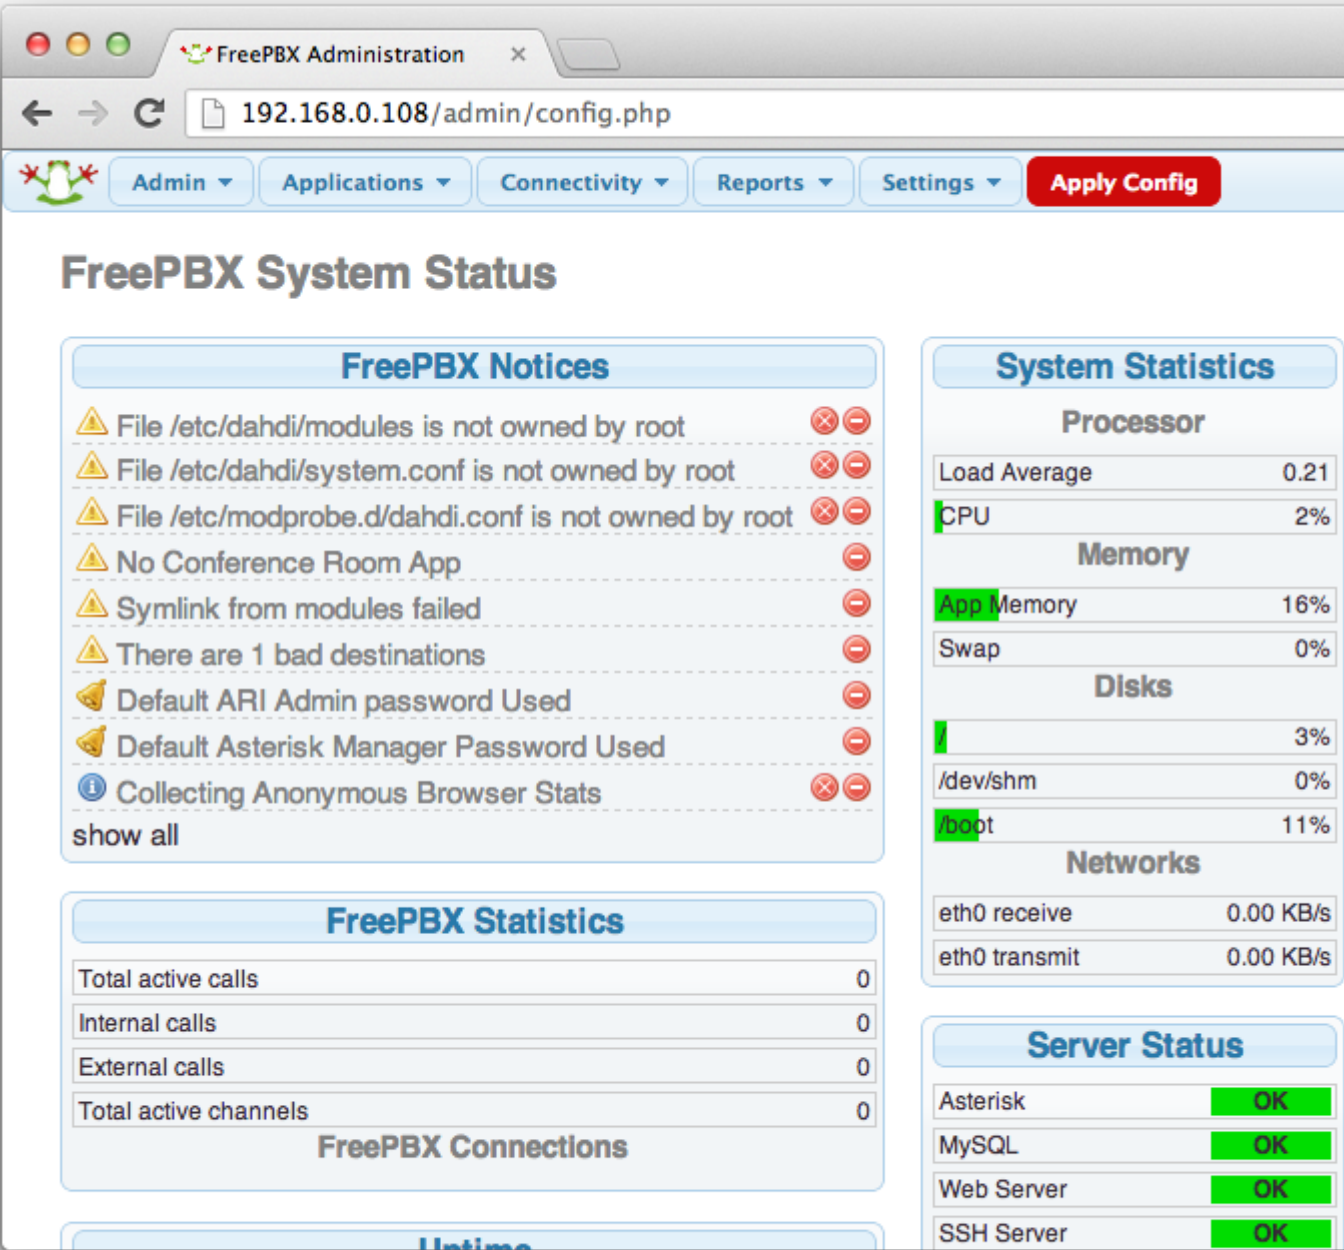 FreePBX Administration
192.168.0.108/admin/config.php
Admin Applications Connectivity Reports Settings Apply Config
FreePBX System Status
FreePBX Notices
File /etc/dahdi/modules is not owned by root
File /etc/dahdi/system.conf is not owned by root
File /etc/modprobe.d/dahdi.conf is not owned by root
No Conference Room App
Symlink from modules failed
There are 1 bad destinations
Default ARI Admin password Used
Default Asterisk Manager Password Used
Collecting Anonymous Browser Stats
show all
FreePBX Statistics
Total active calls 0
Internal calls 0
External calls 0
Total active channels 0
FreePBX Connections
Uptime
System Statistics
Processor
Load Average 0.21
CPU 2%
Memory
App Memory 16%
Swap 0%
Disks
/ 3%
/dev/shm 0%
/boot 11%
Networks
eth0 receive 0.00 KB/s
eth0 transmit 0.00 KB/s
Server Status
Asterisk OK
MySQL OK
Web Server OK
SSH Server OK